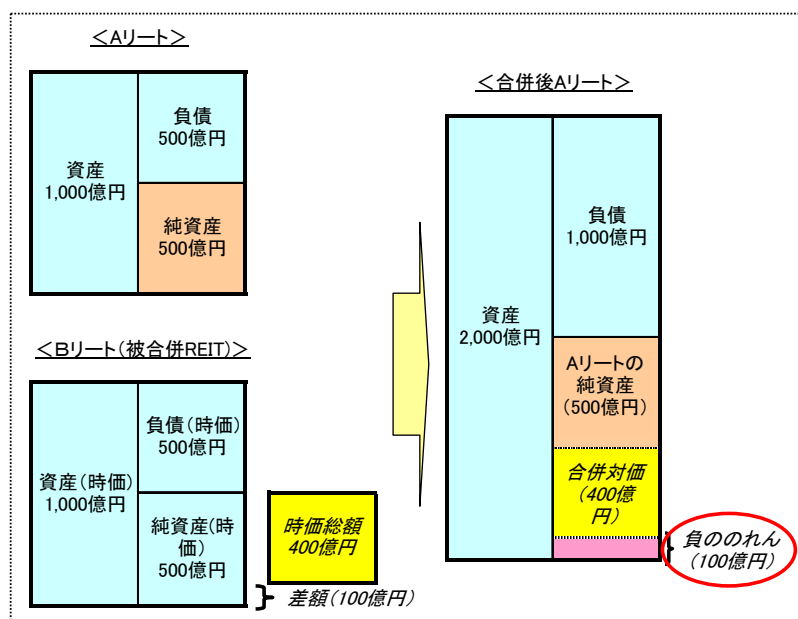 ＜Aリート＞
資産
1,000億円
負債
500億円
純資産
500億円
＜Bリート（被合併REIT）＞
資産（時価）
1,000億円
負債（時価）
500億円
純資産（時
価）
500億円
時価総額
400億円
差額（100億円）
＜合併後Aリート＞
資産
2,000億円
負債
1,000億円
Aリートの
純資産
（500億円）
合併対価
（400億
円）
負ののれん
（100億円）